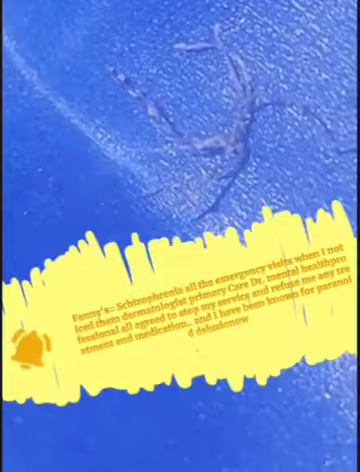 Fanny's:: Schizophrenia all the emergency visits when I not
iced them dermatologist primary Care Dr. mental healthpro
fessional all agreed to stop my service and refuse me any tre
atment and medication.. and I have been known for paranoi
d delusionow